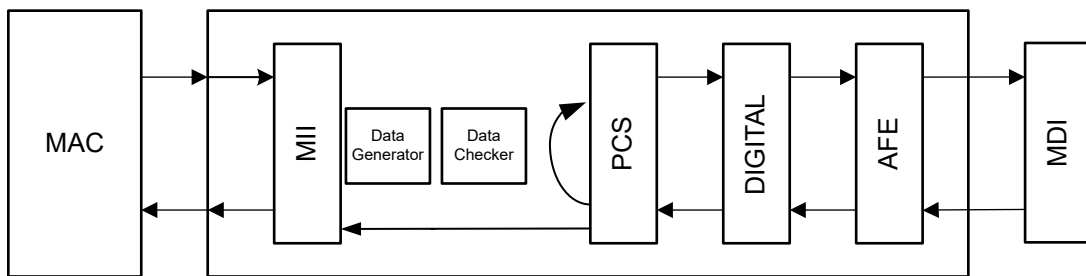 MAC
MII
Data
Generator
Data
Checker
PCS
DIGITAL
AFE
MDI